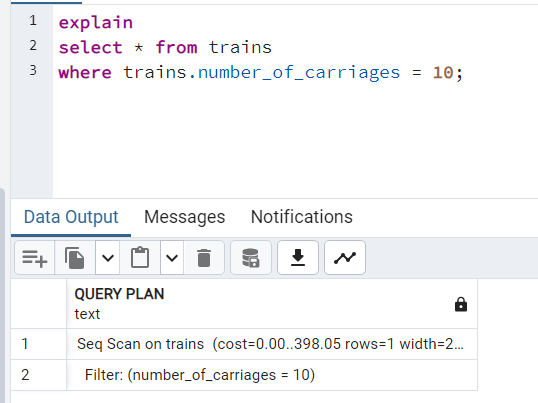 1 explain
2 select * from trains
3 where trains.number_of_carriages = 10;
Data Output Messages Notifications
QUERY PLAN
text
1 Seq Scan on trains (cost=0.00..398.05 rows=1 width=2...
2 Filter: (number_of_carriages = 10)